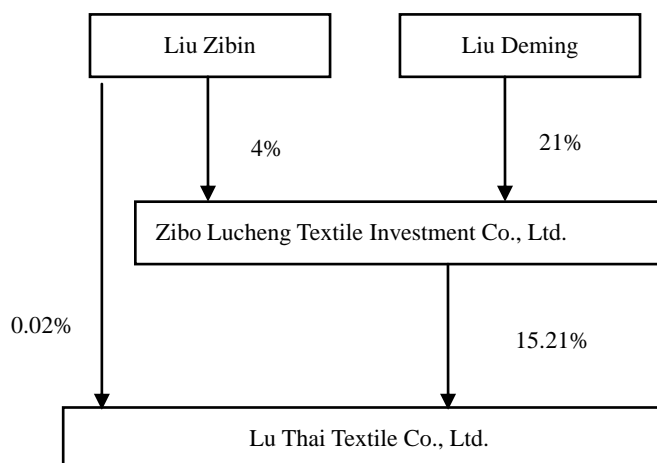 Liu Zibin
Liu Deming
4%
21%
Zibo Lucheng Textile Investment Co., Ltd.
0.02%
15.21%
Lu Thai Textile Co., Ltd.